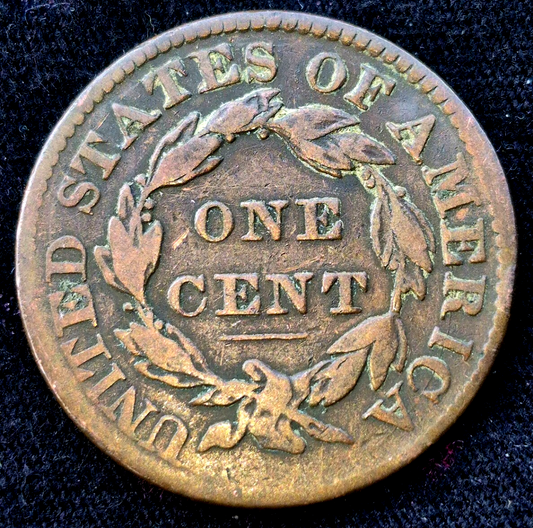 UNITED STATES OF AMERICA
ONE
CENT